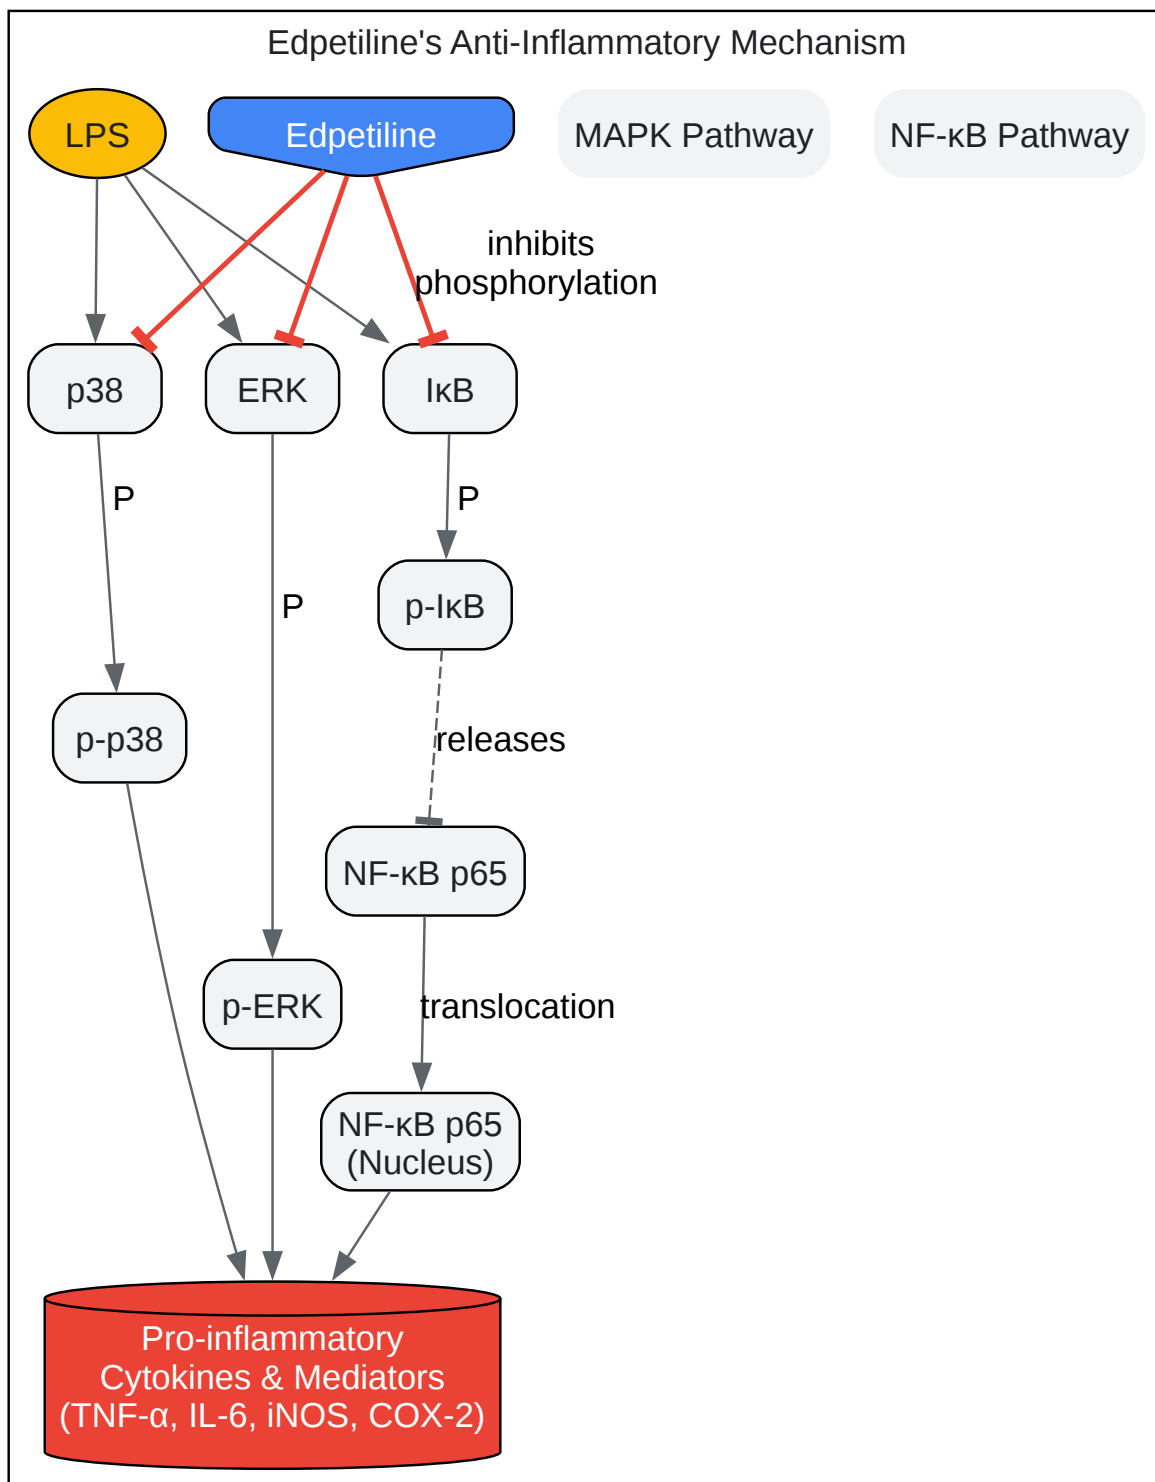 Edpetiline's Anti-Inflammatory Mechanism
LPS
Edpetiline
MAPK Pathway
NF-κB Pathway
inhibits
phosphorylation
p38
ERK
IκB
P
P
p-IκB
P
p-p38
releases
NF-κB p65
p-ERK
translocation
NF-κB p65
(Nucleus)
Pro-inflammatory
Cytokines & Mediators
(TNF-α, IL-6, iNOS, COX-2)